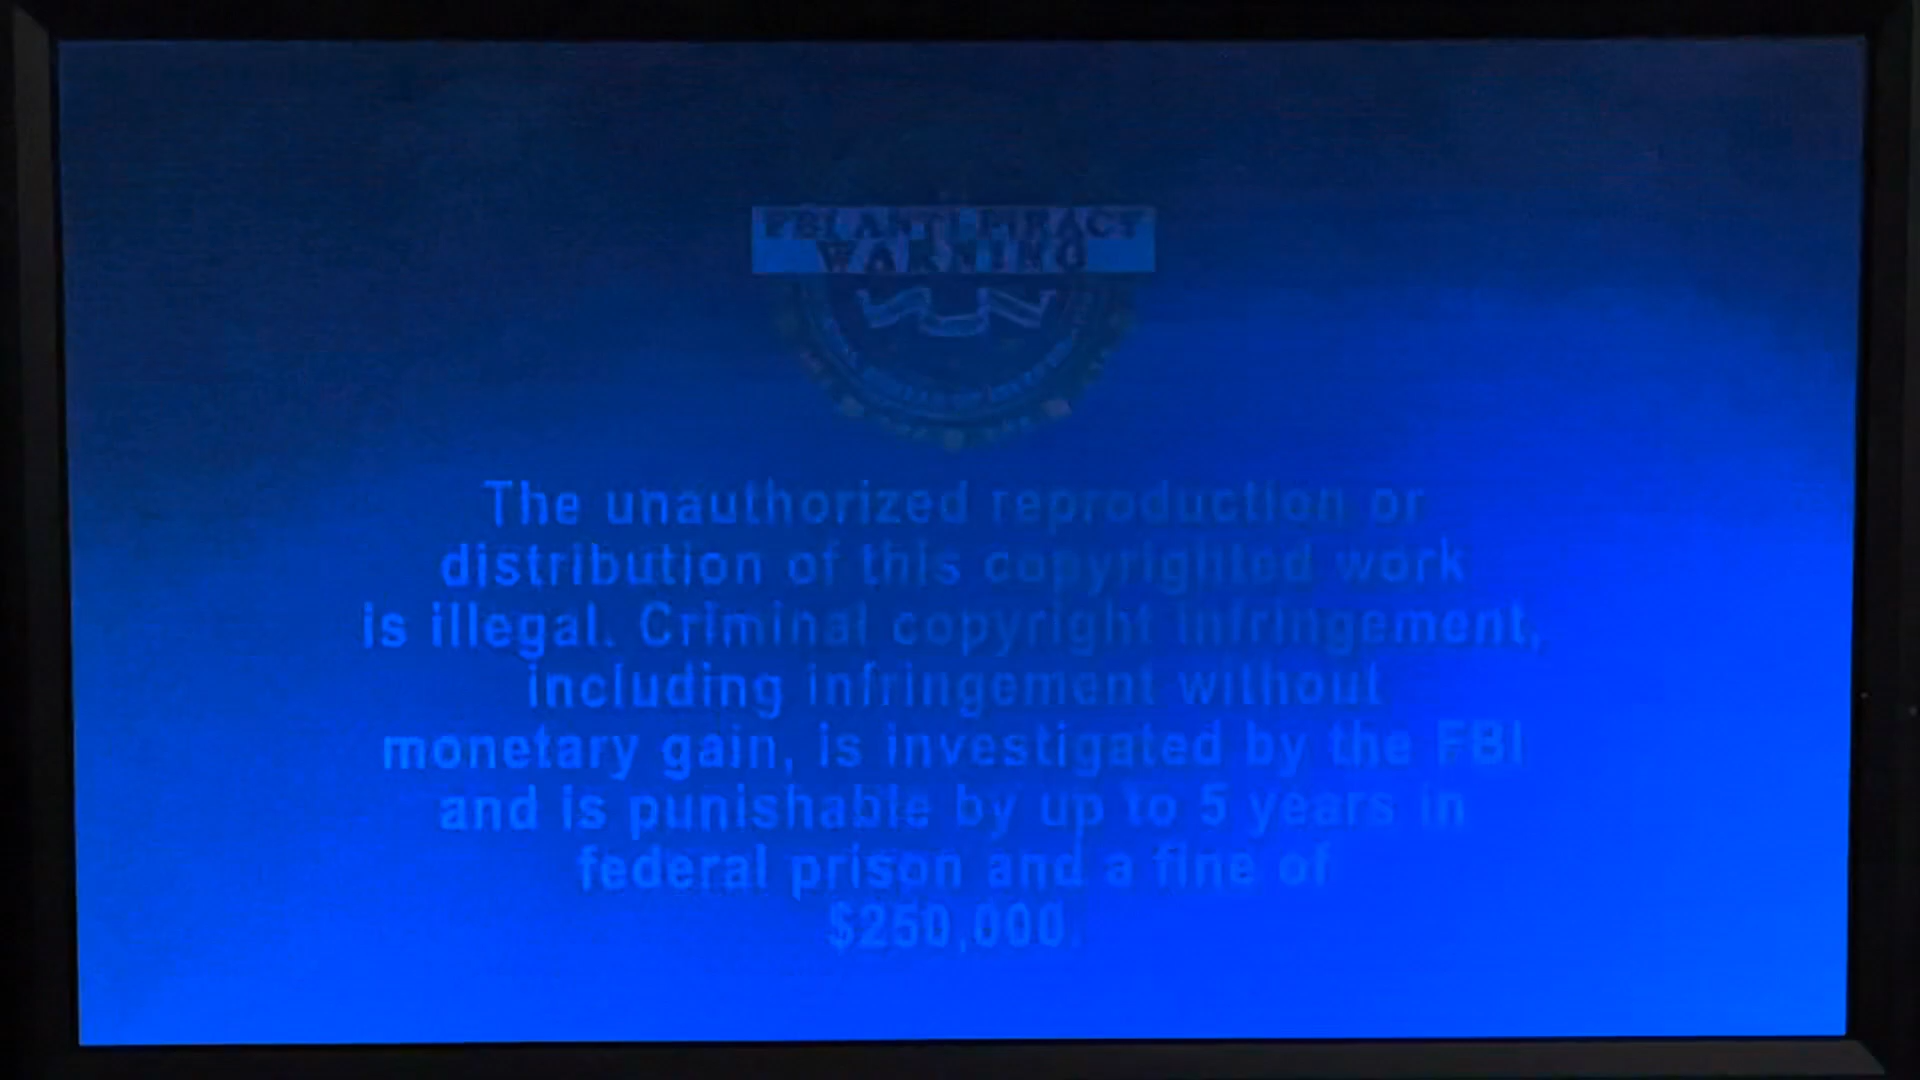 FBI ANTI-PIRACY
WARNING
The unauthorized reproduction or
distribution of this copyrighted work
is illegal. Criminal copyright infringement,
including infringement without
monetary gain, is investigated by the FBI
and is punishable by up to 5 years in
federal prison and a fine of
$250,000.